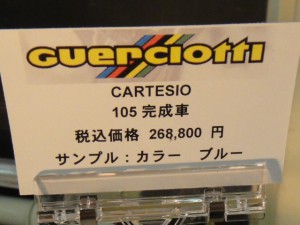 Guerciotti
CARTESIO
105 完成車
税込価格 268,800 円
サンプル：カラー ブルー